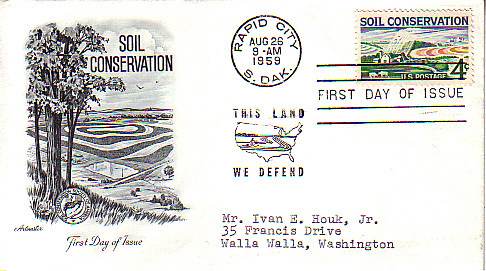 SOIL
CONSERVATION
Artmaster
First Day of Issue
RAPID CITY
AUG 26
9-AM
1959
S. DAK.
THIS LAND
WE DEFEND
SOIL CONSERVATION
U.S. POSTAGE 4¢
FIRST DAY OF ISSUE
Mr. Ivan E. Houk, Jr.
35 Francis Drive
Walla Walla, Washington